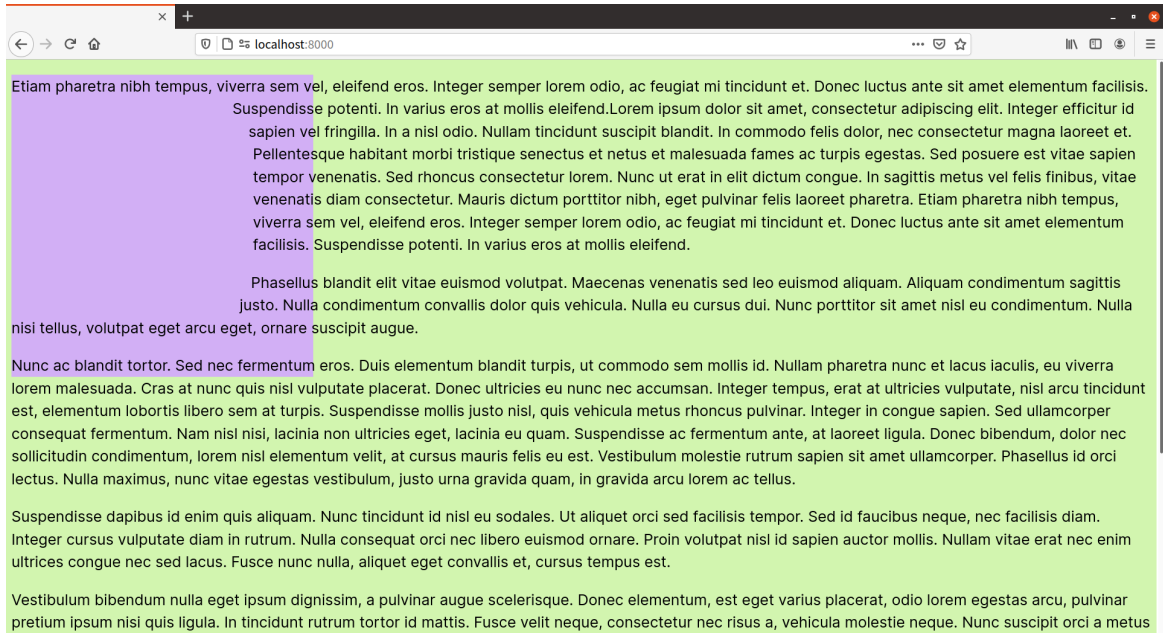 localhost:8000
Etiam pharetra nibh tempus, viverra sem vel, eleifend eros. Integer semper lorem odio, ac feugiat mi tincidunt et. Donec luctus ante sit amet elementum facilisis.
Suspendisse potenti. In varius eros at mollis eleifend.Lorem ipsum dolor sit amet, consectetur adipiscing elit. Integer efficitur id
sapien vel fringilla. In a nisl odio. Nullam tincidunt suscipit blandit. In commodo felis dolor, nec consectetur magna laoreet et.
Pellentesque habitant morbi tristique senectus et netus et malesuada fames ac turpis egestas. Sed posuere est vitae sapien
tempor venenatis. Sed rhoncus consectetur lorem. Nunc ut erat in elit dictum congue. In sagittis metus vel felis finibus, vitae
venenatis diam consectetur. Mauris dictum porttitor nibh, eget pulvinar felis laoreet pharetra. Etiam pharetra nibh tempus,
viverra sem vel, eleifend eros. Integer semper lorem odio, ac feugiat mi tincidunt et. Donec luctus ante sit amet elementum
facilisis. Suspendisse potenti. In varius eros at mollis eleifend.
Phasellus blandit elit vitae euismod volutpat. Maecenas venenatis sed leo euismod aliquam. Aliquam condimentum sagittis
justo. Nulla condimentum convallis dolor quis vehicula. Nulla eu cursus dui. Nunc porttitor sit amet nisl eu condimentum. Nulla
nisi tellus, volutpat eget arcu eget, ornare suscipit augue.
Nunc ac blandit tortor. Sed nec fermentum eros. Duis elementum blandit turpis, ut commodo sem mollis id. Nullam pharetra nunc et lacus iaculis, eu viverra
lorem malesuada. Cras at nunc quis nisl vulputate placerat. Donec ultricies eu nunc nec accumsan. Integer tempus, erat at ultricies vulputate, nisl arcu tincidunt
est, elementum lobortis libero sem at turpis. Suspendisse mollis justo nisl, quis vehicula metus rhoncus pulvinar. Integer in congue sapien. Sed ullamcorper
consequat fermentum. Nam nisl nisi, lacinia non ultricies eget, lacinia eu quam. Suspendisse ac fermentum ante, at laoreet ligula. Donec bibendum, dolor nec
sollicitudin condimentum, lorem nisl elementum velit, at cursus mauris felis eu est. Vestibulum molestie rutrum sapien sit amet ullamcorper. Phasellus id orci
lectus. Nulla maximus, nunc vitae egestas vestibulum, justo urna gravida quam, in gravida arcu lorem ac tellus.
Suspendisse dapibus id enim quis aliquam. Nunc tincidunt id nisl eu sodales. Ut aliquet orci sed facilisis tempor. Sed id faucibus neque, nec facilisis diam.
Integer cursus vulputate diam in rutrum. Nulla consequat orci nec libero euismod ornare. Proin volutpat nisl id sapien auctor mollis. Nullam vitae erat nec enim
ultrices congue nec sed lacus. Fusce nunc nulla, aliquet eget convallis et, cursus tempus est.
Vestibulum bibendum nulla eget ipsum dignissim, a pulvinar augue scelerisque. Donec elementum, est eget varius placerat, odio lorem egestas arcu, pulvinar
pretium ipsum nisi quis ligula. In tincidunt rutrum tortor id mattis. Fusce velit neque, consectetur nec risus a, vehicula molestie neque. Nunc suscipit orci a metus